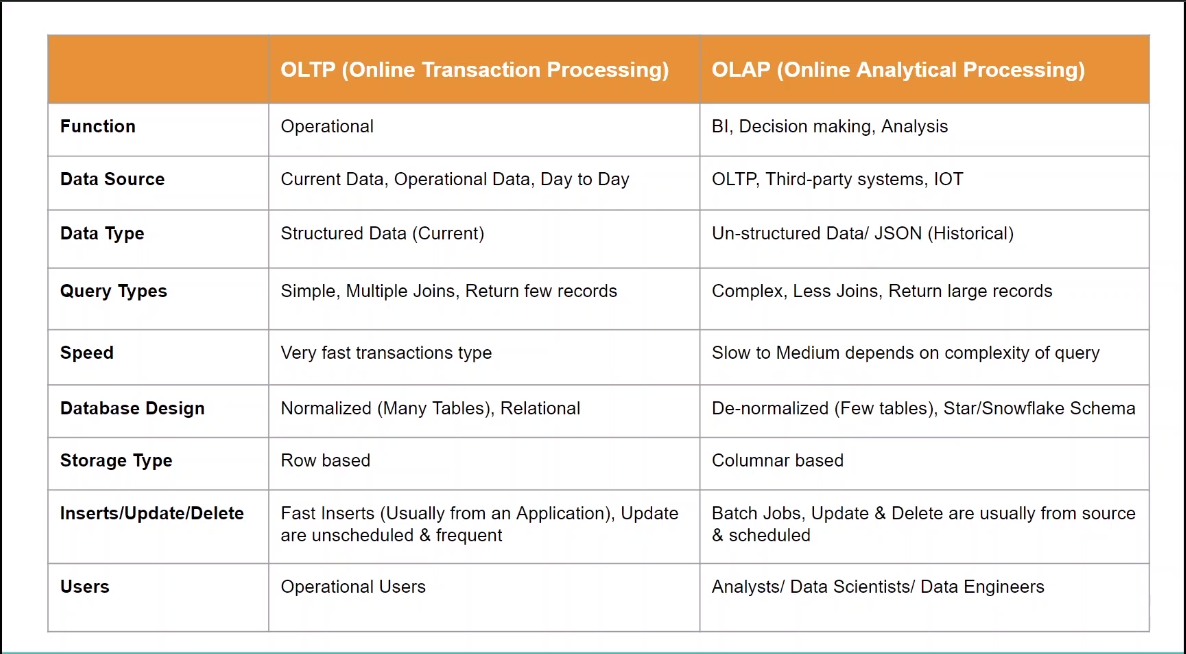 OLTP (Online Transaction Processing) OLAP (Online Analytical Processing)
Function Operational BI, Decision making, Analysis
Data Source Current Data, Operational Data, Day to Day OLTP, Third-party systems, IOT
Data Type Structured Data (Current) Un-structured Data/ JSON (Historical)
Query Types Simple, Multiple Joins, Return few records Complex, Less Joins, Return large records
Speed Very fast transactions type Slow to Medium depends on complexity of query
Database Design Normalized (Many Tables), Relational De-normalized (Few tables), Star/Snowflake Schema
Storage Type Row based Columnar based
Inserts/Update/Delete Fast Inserts (Usually from an Application), Update Batch Jobs, Update & Delete are usually from source
are unscheduled & frequent & scheduled
Users Operational Users Analysts/ Data Scientists/ Data Engineers